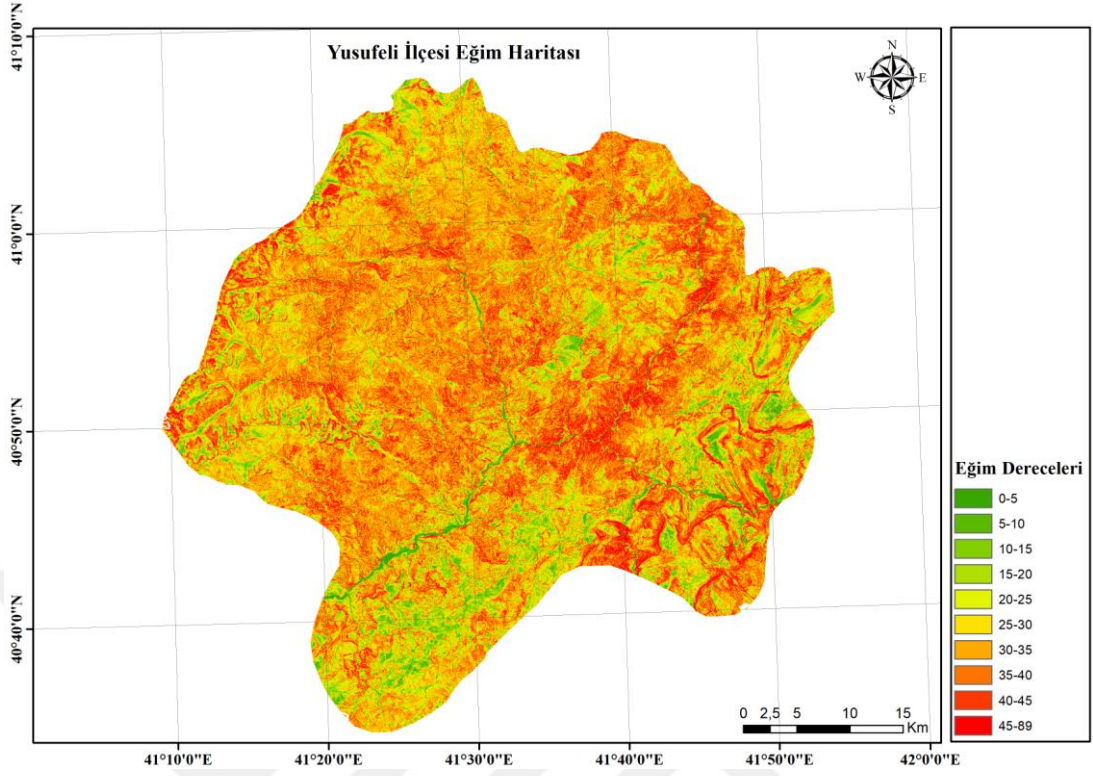 Yusufeli İlçesi Eğim Haritası
N
W
E
S
41°10'0"N
41°0'0"N
40°50'0"N
40°40'0"N
Eğim Dereceleri
0-5
5-10
10-15
15-20
20-25
25-30
30-35
35-40
40-45
45-89
0 2,5 5 10 15
Km
41°10'0"E 41°20'0"E 41°30'0"E 41°40'0"E 41°50'0"E 42°0'0"E